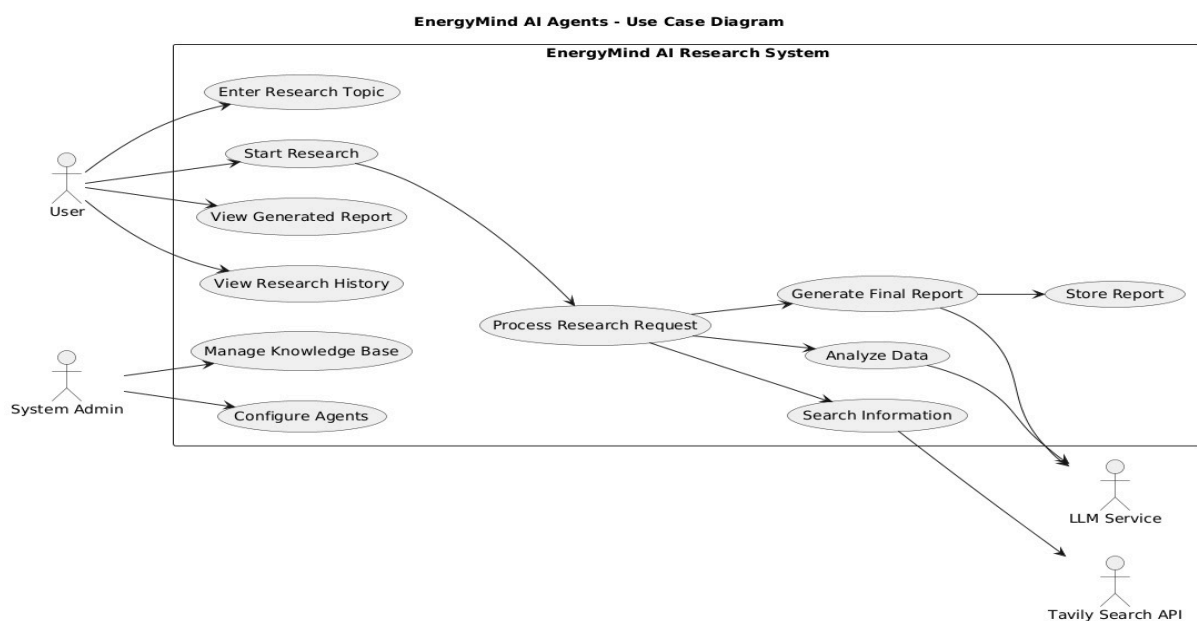 EnergyMind AI Agents - Use Case Diagram
EnergyMind AI Research System
Enter Research Topic
Start Research
User
View Generated Report
View Research History
Generate Final Report
Store Report
Process Research Request
Manage Knowledge Base
Analyze Data
System Admin
Configure Agents
Search Information
LLM Service
Tavily Search API